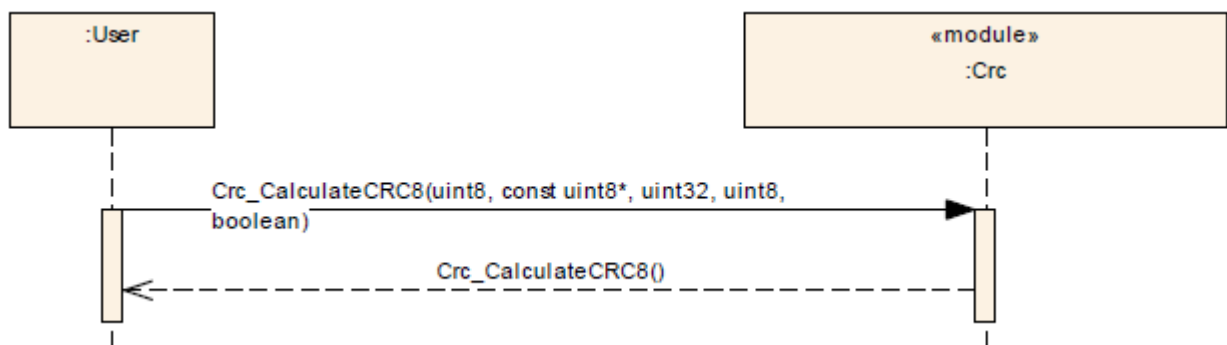 :User
«module»
:Crc
Crc_CalculateCRC8(uint8, const uint8*, uint32, uint8,
boolean)
Crc_CalculateCRC8()